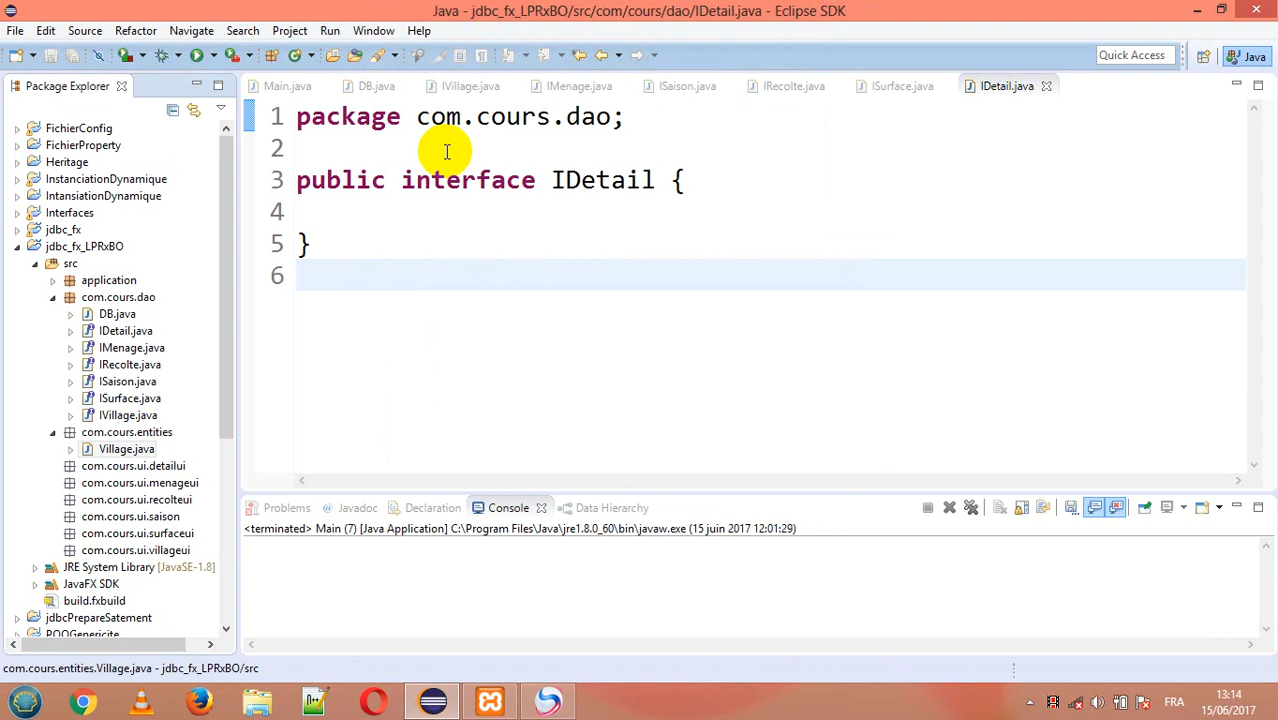 Java - jdbc_fx_LPRxBO/src/com/cours/dao/IDetail.java - Eclipse SDK
File Edit Source Refactor Navigate Search Project Run Window Help
Quick Access Java
Package Explorer
Main.java DB.java IVillage.java IMenage.java ISaison.java IRecolte.java ISurface.java IDetail.java
FichierConfig
FichierProperty
Heritage
InstanciationDynamique
IntansiationDynamique
Interfaces
jdbc_fx
jdbc_fx_LPRxBO
src
application
com.cours.dao
DB.java
IDetail.java
IMenage.java
IRecolte.java
ISaison.java
ISurface.java
IVillage.java
com.cours.entities
Village.java
com.cours.ui.detailui
com.cours.ui.menageui
com.cours.ui.recolteui
com.cours.ui.saison
com.cours.ui.surfaceui
com.cours.ui.villageui
JRE System Library [JavaSE-1.8]
JavaFX SDK
build.fxbuild
jdbcPrepareSatement
POOGenericite
1 package com.cours.dao;
2
3 public interface IDetail {
4
5 }
6
Problems Javadoc Declaration Console Data Hierarchy
<terminated> Main (7) [Java Application] C:\Program Files\Java\jre1.8.0_60\bin\javaw.exe (15 juin 2017 12:01:29)
com.cours.entities.Village.java - jdbc_fx_LPRxBO/src
FRA
13:14
15/06/2017